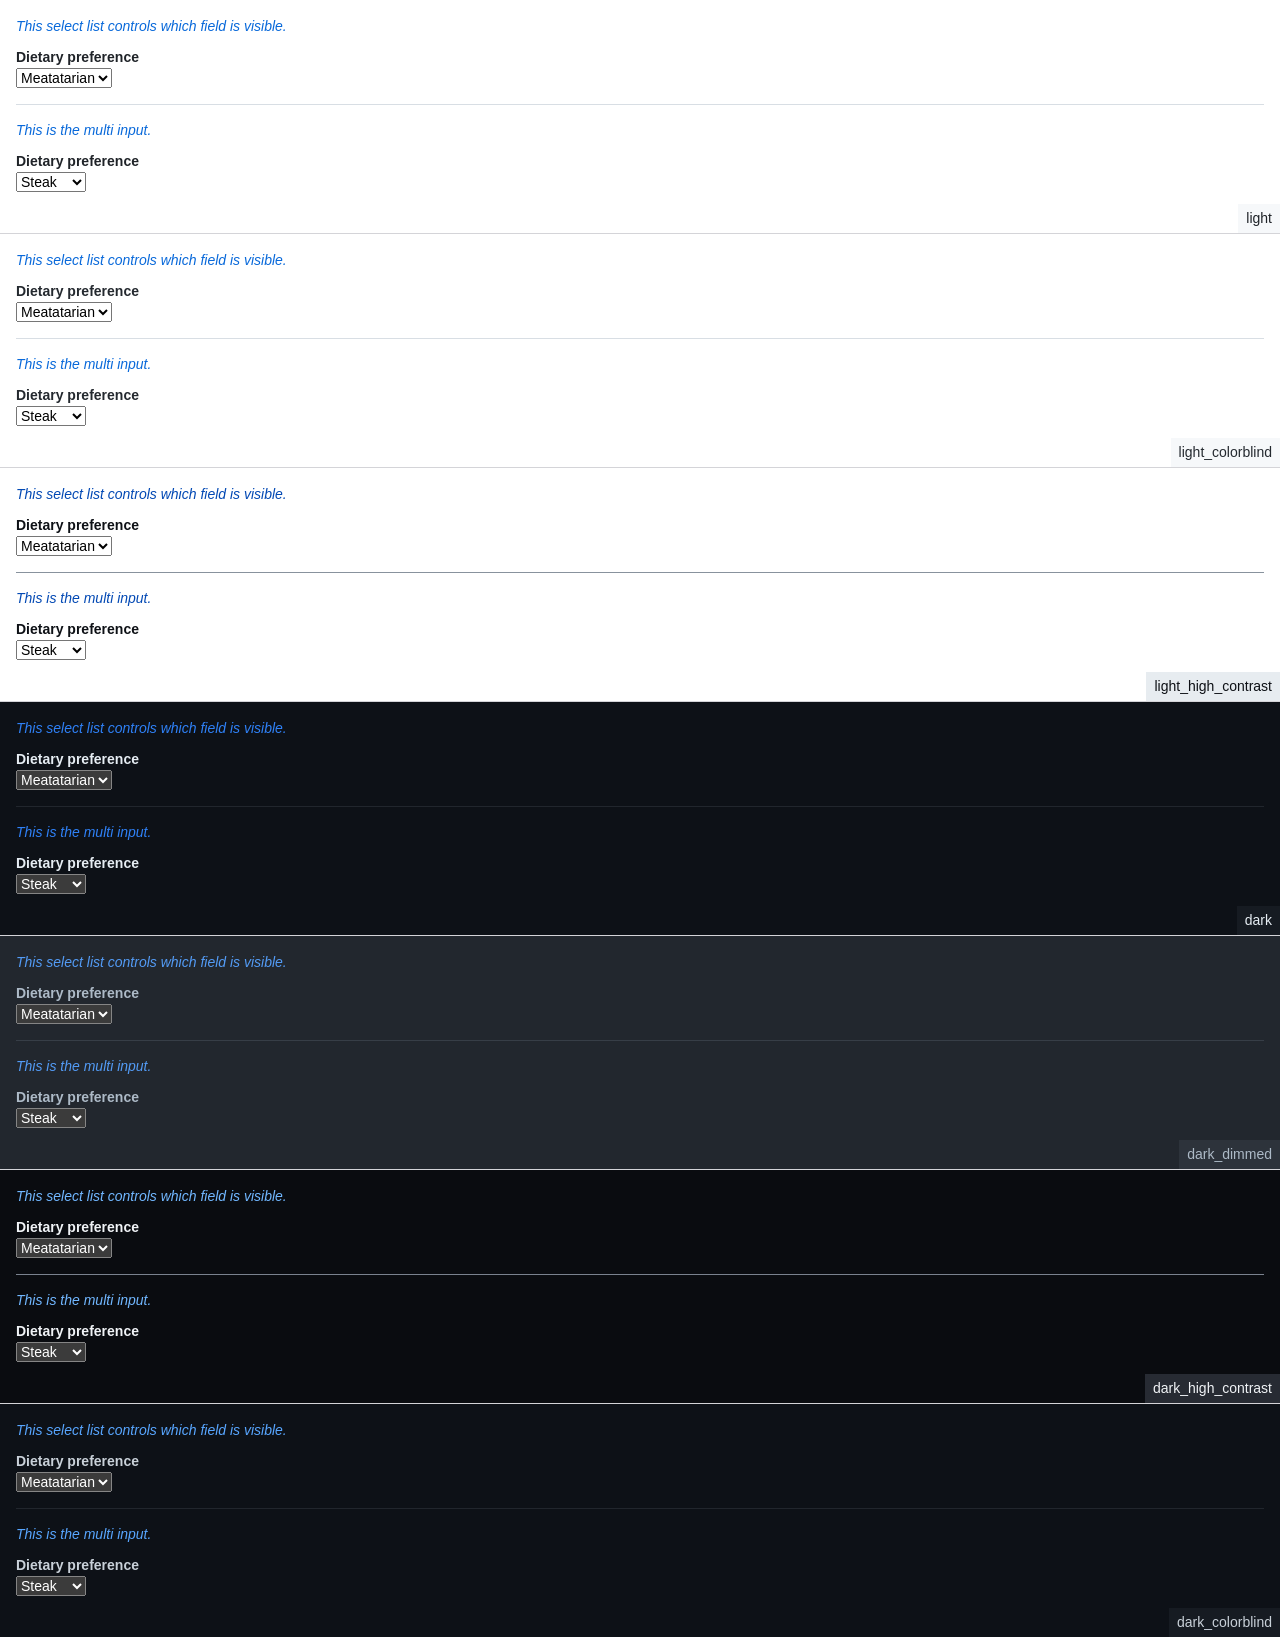 This select list controls which field is visible.
Dietary preference
Meatatarian
This is the multi input.
Dietary preference
Steak
light
This select list controls which field is visible.
Dietary preference
Meatatarian
This is the multi input.
Dietary preference
Steak
light_colorblind
This select list controls which field is visible.
Dietary preference
Meatatarian
This is the multi input.
Dietary preference
Steak
light_high_contrast
This select list controls which field is visible.
Dietary preference
Meatatarian
This is the multi input.
Dietary preference
Steak
dark
This select list controls which field is visible.
Dietary preference
Meatatarian
This is the multi input.
Dietary preference
Steak
dark_dimmed
This select list controls which field is visible.
Dietary preference
Meatatarian
This is the multi input.
Dietary preference
Steak
dark_high_contrast
This select list controls which field is visible.
Dietary preference
Meatatarian
This is the multi input.
Dietary preference
Steak
dark_colorblind